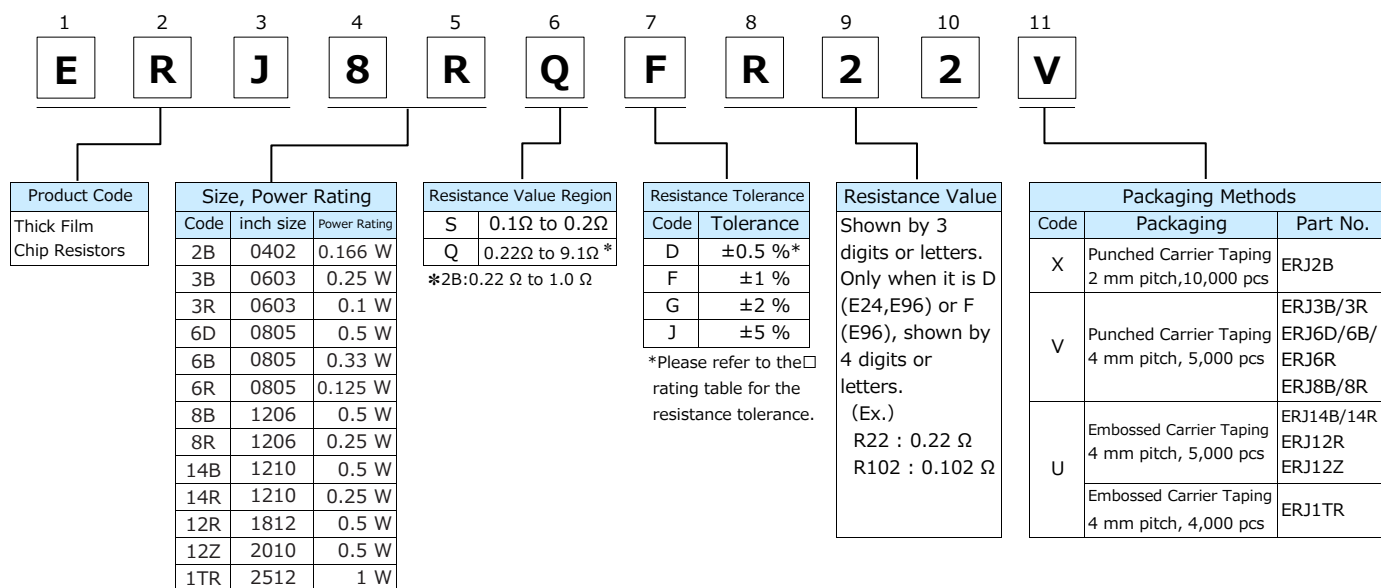 1 2 3 4 5 6 7 8 9 10 11
E R J 8 R Q F R 2 2 V
Product Code
Thick Film
Chip Resistors
Size, Power Rating
Code inch size Power Rating
2B 0402 0.166 W
3B 0603 0.25 W
3R 0603 0.1 W
6D 0805 0.5 W
6B 0805 0.33 W
6R 0805 0.125 W
8B 1206 0.5 W
8R 1206 0.25 W
14B 1210 0.5 W
14R 1210 0.25 W
12R 1812 0.5 W
12Z 2010 0.5 W
1TR 2512 1 W
Resistance Value Region
S 0.1Ω to 0.2Ω
Q 0.22Ω to 9.1Ω *
✻2B:0.22 Ω to 1.0 Ω
Resistance Tolerance
Code Tolerance
D ±0.5 %*
F ±1 %
G ±2 %
J ±5 %
*Please refer to the□
rating table for the
resistance tolerance.
Resistance Value
Shown by 3
digits or letters.
Only when it is D
(E24,E96) or F
(E96), shown by
4 digits or
letters.
(Ex.)
R22 : 0.22 Ω
R102 : 0.102 Ω
Packaging Methods
Code Packaging Part No.
X Punched Carrier Taping
2 mm pitch,10,000 pcs
ERJ2B
V Punched Carrier Taping
4 mm pitch, 5,000 pcs
ERJ3B/3R
ERJ6D/6B/
ERJ6R
ERJ8B/8R
U Embossed Carrier Taping
4 mm pitch, 5,000 pcs
ERJ14B/14R
ERJ12R
ERJ12Z
Embossed Carrier Taping
4 mm pitch, 4,000 pcs
ERJ1TR